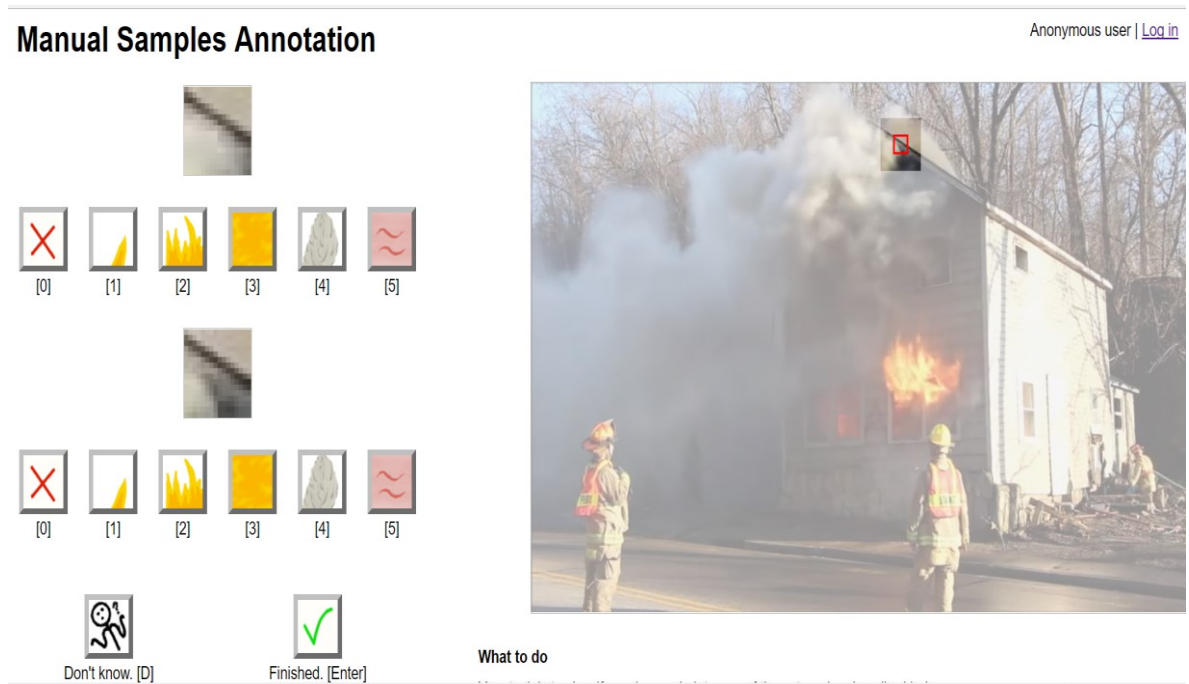 Manual Samples Annotation
Anonymous user | Log in
[0] [1] [2] [3] [4] [5]
[0] [1] [2] [3] [4] [5]
Don't know. [D]
Finished. [Enter]
What to do